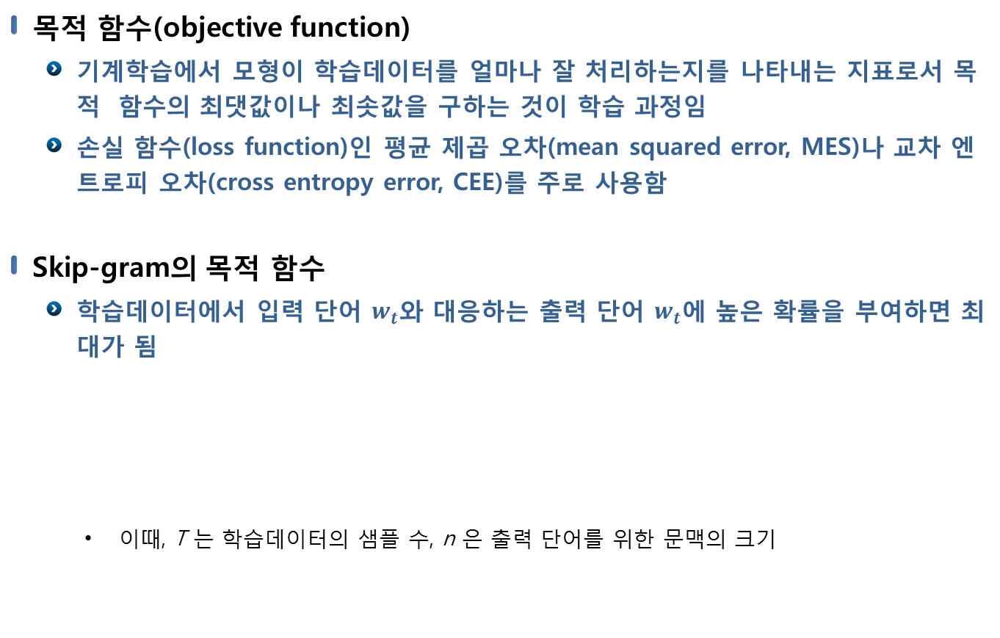 목적 함수(objective function)
기계학습에서 모형이 학습데이터를 얼마나 잘 처리하는지를 나타내는 지표로서 목
적 함수의 최댓값이나 최솟값을 구하는 것이 학습 과정임
손실 함수(loss function)인 평균 제곱 오차(mean squared error, MES)나 교차 엔
트로피 오차(cross entropy error, CEE)를 주로 사용함
Skip-gram의 목적 함수
학습데이터에서 입력 단어 wₜ와 대응하는 출력 단어 wₜ에 높은 확률을 부여하면 최
대가 됨
• 이때, T 는 학습데이터의 샘플 수, n 은 출력 단어를 위한 문맥의 크기